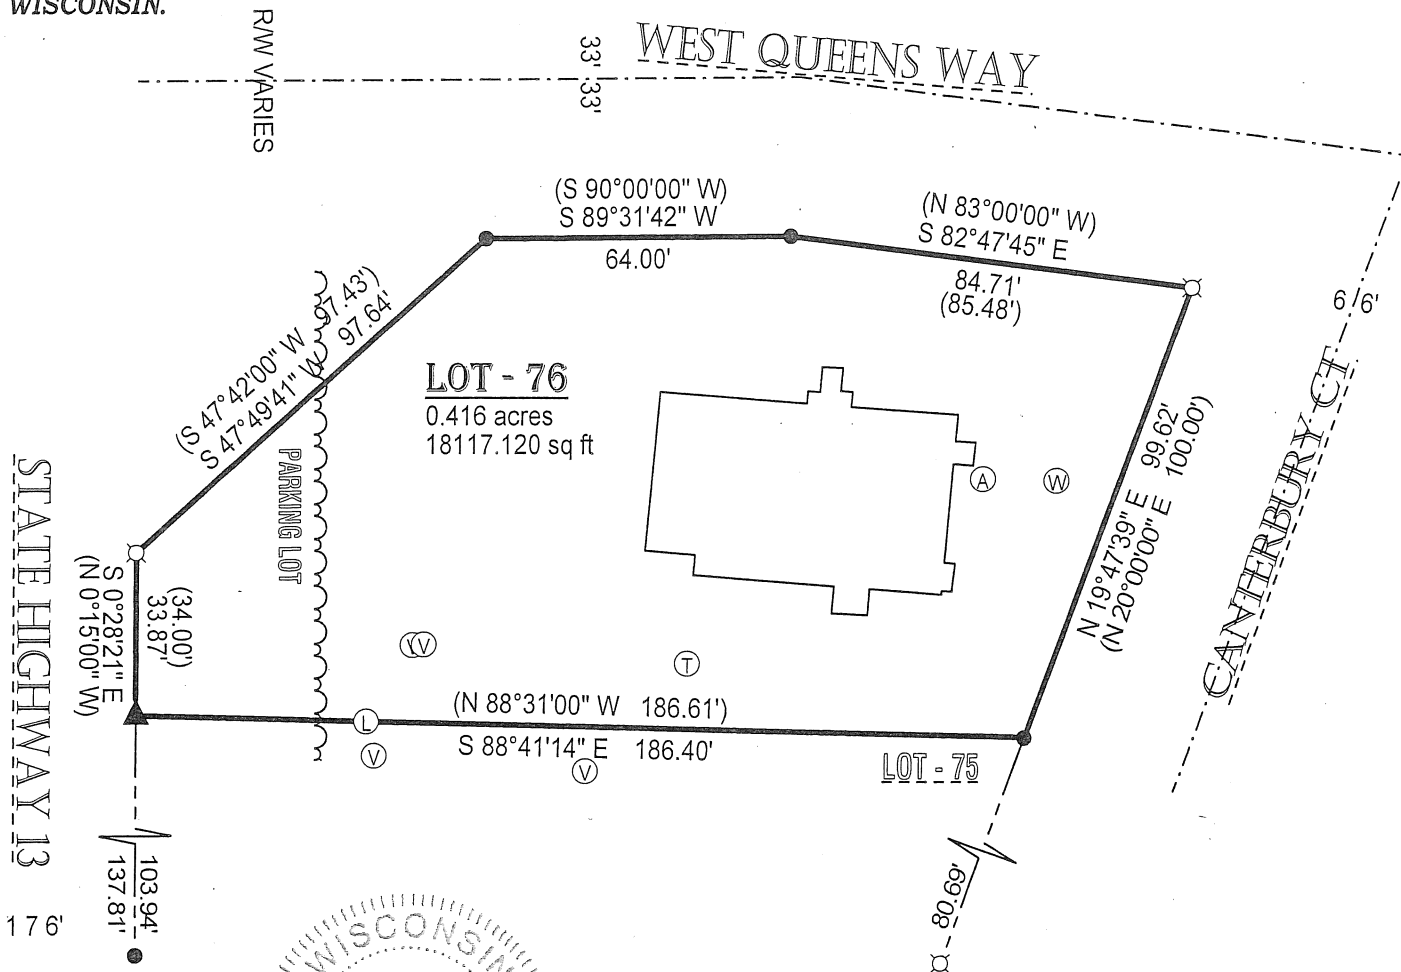 WISCONSIN.
R/W VARIES
33'
33'
WEST QUEENS WAY
(S 90°00'00" W)
S 89°31'42" W
64.00'
(N 83°00'00" W)
S 82°47'45" E
84.71'
(85.48')
66'
(S 47°42'00" W 97.43')
S 47°49'41" W 97.64'
LOT - 76
0.416 acres
18117.120 sq ft
PARKING LOT
A
W
N 19°47'39" E 99.62'
(N 20°00'00" E 100.00')
CANTERBURY CT
STATE HIGHWAY 13
(34.00')
33.87'
S 0°28'21" E
(N 0°15'00" W)
V
T
L
(N 88°31'00" W 186.61')
S 88°41'14" E 186.40'
V
V
LOT - 75
103.94'
137.81'
80.69'
176'
WISCONSIN